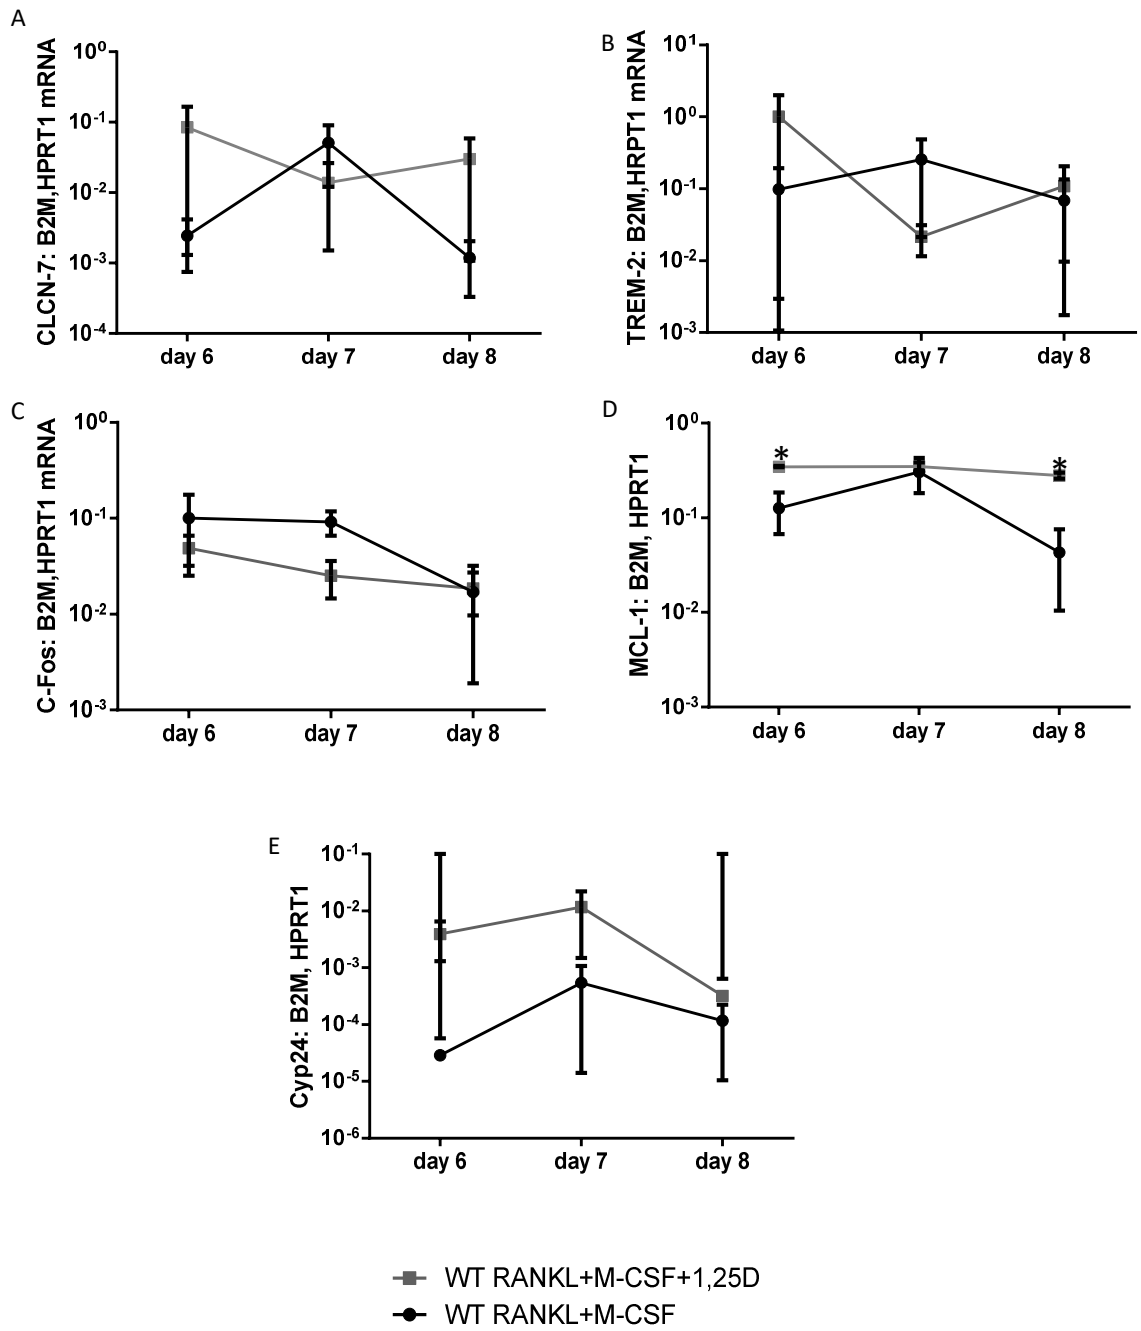 A
CLCN-7: B2M,HPRT1 mRNA
10⁰
10⁻¹
10⁻²
10⁻³
10⁻⁴
day 6 day 7 day 8
B
TREM-2: B2M,HRPT1 mRNA
10¹
10⁰
10⁻¹
10⁻²
10⁻³
day 6 day 7 day 8
C
C-Fos: B2M,HPRT1 mRNA
10⁰
10⁻¹
10⁻²
10⁻³
day 6 day 7 day 8
D
MCL-1: B2M, HPRT1
10⁰
10⁻¹
10⁻²
10⁻³
* *
day 6 day 7 day 8
E
Cyp24: B2M, HPRT1
10⁻¹
10⁻²
10⁻³
10⁻⁴
10⁻⁵
10⁻⁶
day 6 day 7 day 8
WT RANKL+M-CSF+1,25D
WT RANKL+M-CSF